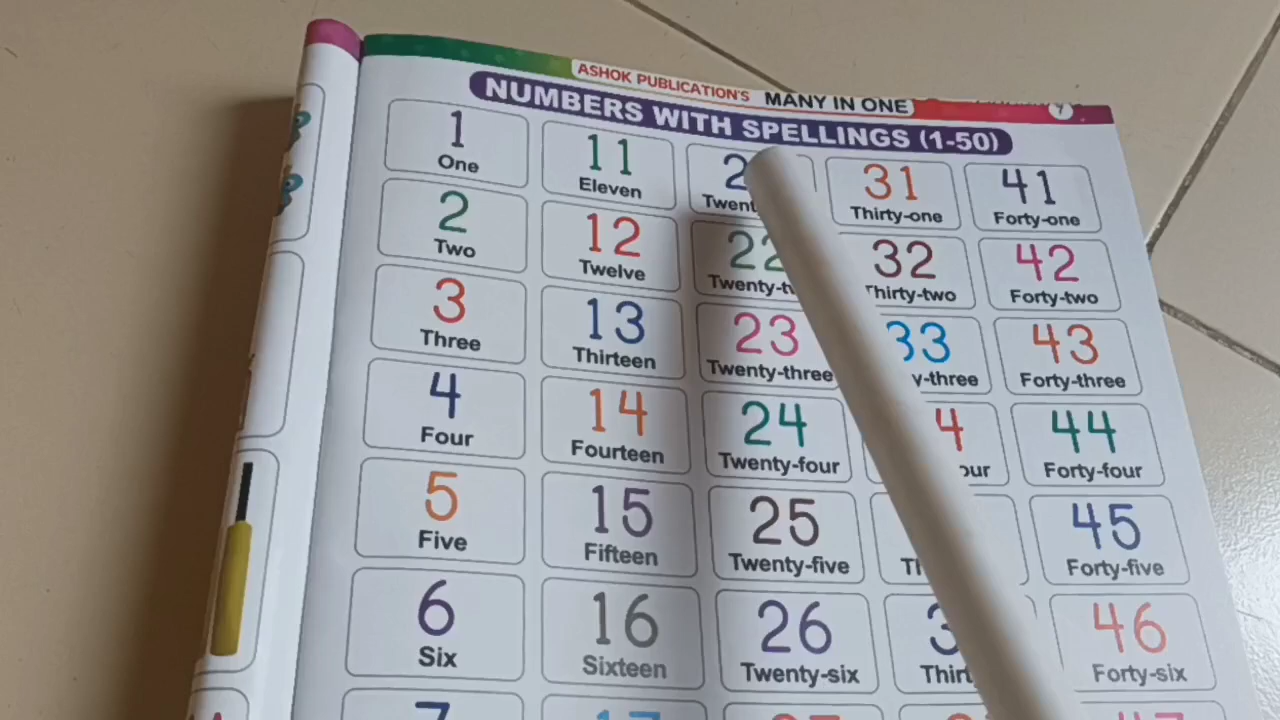 ASHOK PUBLICATION'S MANY IN ONE
NUMBERS WITH SPELLINGS (1-50)
1 11 31 41
One Eleven Thirty-one Forty-one
2 12 22 32 42
Two Twelve Thirty-two Forty-two
3 13 23 33 43
Three Thirteen Twenty-three Forty-three
4 14 24 44
Four Fourteen Twenty-four Forty-four
5 15 25 45
Five Fifteen Twenty-five Forty-five
6 16 26 46
Six Sixteen Twenty-six Forty-six